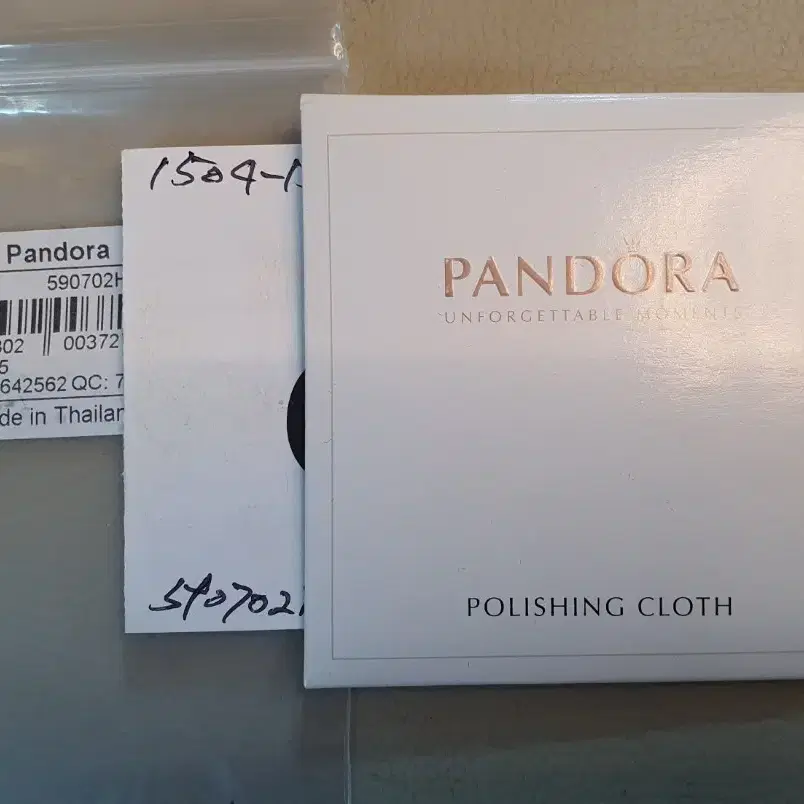 Pandora
590702H
302 00372
5
642562 QC: 7
de in Thailan
1504-1
590702
PANDORA
UNFORGETTABLE MOMENTS
POLISHING CLOTH